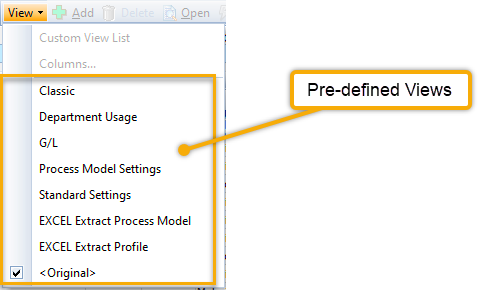 View Add Delete Open
Custom View List
Columns...
Classic
Pre-defined Views
Department Usage
G/L
Process Model Settings
Standard Settings
EXCEL Extract Process Model
EXCEL Extract Profile
<Original>